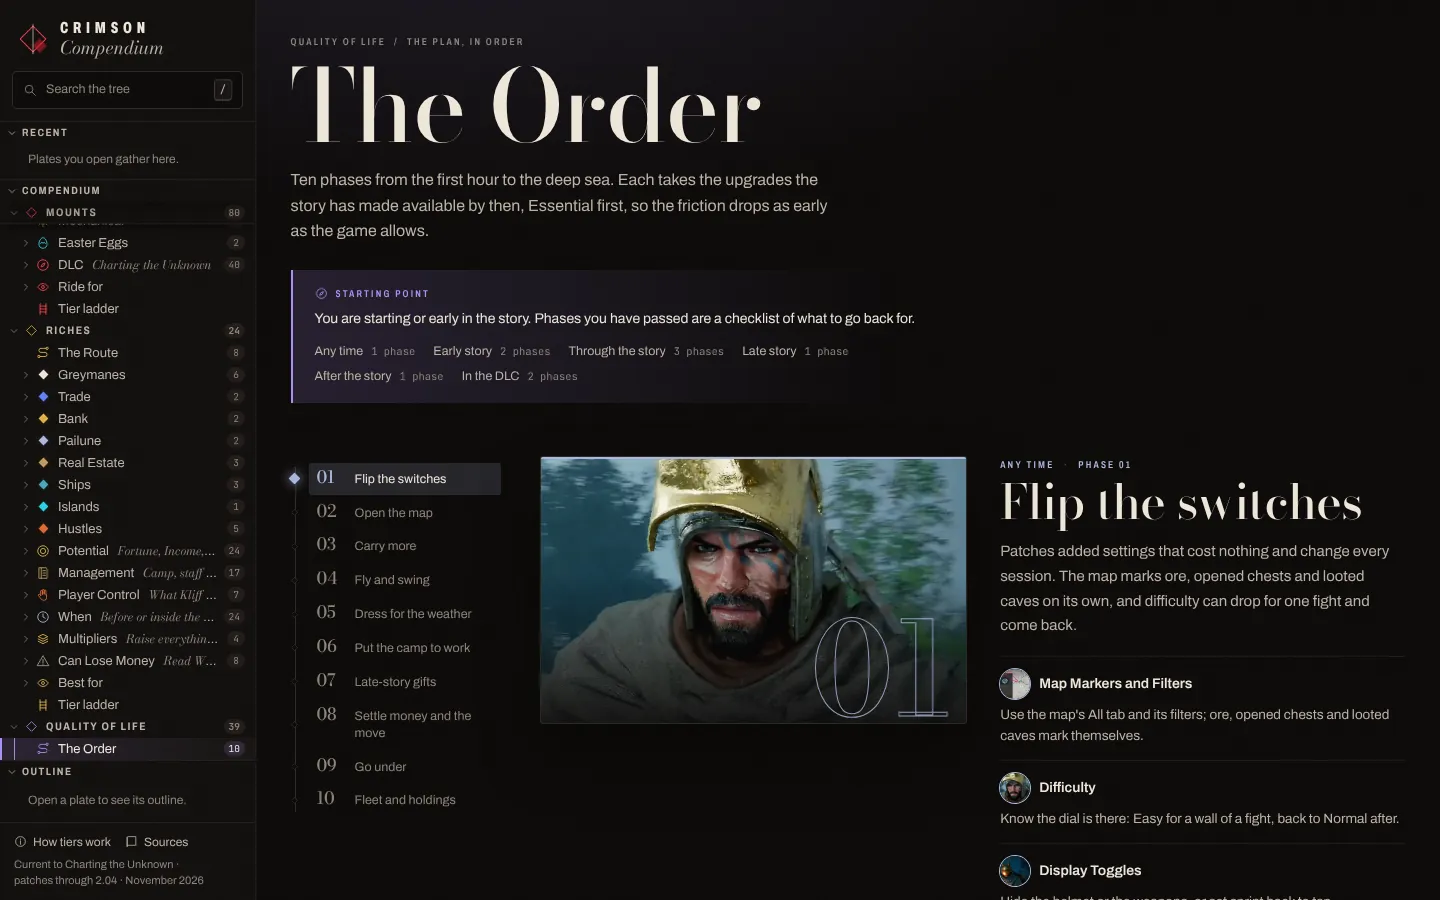 CRIMSON
Compendium
Search the tree /
RECENT
Plates you open gather here.
COMPENDIUM
MOUNTS 80
Easter Eggs 2
DLC Charting the Unknown 40
Ride for
Tier ladder
RICHES 24
The Route 8
Greymanes 6
Trade 2
Bank 2
Pailune 2
Real Estate 3
Ships 3
Islands 1
Hustles 5
Potential Fortune, Income,... 24
Management Camp, staff ... 17
Player Control What Kliff ... 7
When Before or inside the ... 24
Multipliers Raise everythin... 4
Can Lose Money Read W... 8
Best for
Tier ladder
QUALITY OF LIFE 39
The Order 10
OUTLINE
Open a plate to see its outline.
How tiers work Sources
Current to Charting the Unknown ·
patches through 2.04 · November 2026
QUALITY OF LIFE / THE PLAN, IN ORDER
The Order
Ten phases from the first hour to the deep sea. Each takes the upgrades the
story has made available by then, Essential first, so the friction drops as early
as the game allows.
STARTING POINT
You are starting or early in the story. Phases you have passed are a checklist of what to go back for.
Any time 1 phase Early story 2 phases Through the story 3 phases Late story 1 phase
After the story 1 phase In the DLC 2 phases
01 Flip the switches
02 Open the map
03 Carry more
04 Fly and swing
05 Dress for the weather
06 Put the camp to work
07 Late-story gifts
08 Settle money and the
move
09 Go under
10 Fleet and holdings
01
ANY TIME · PHASE 01
Flip the switches
Patches added settings that cost nothing and change every
session. The map marks ore, opened chests and looted
caves on its own, and difficulty can drop for one fight and
come back.
Map Markers and Filters
Use the map's All tab and its filters; ore, opened chests and looted
caves mark themselves.
Difficulty
Know the dial is there: Easy for a wall of a fight, back to Normal after.
Display Toggles